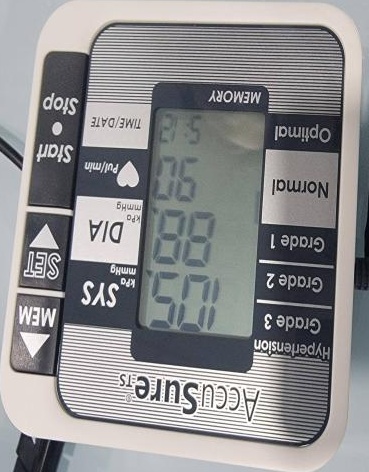 AccuSure® TS
Hypertension
Grade 3
Grade 2
Grade 1
Normal
Optimal
105
88
90
MEMORY
SYS kPa mmHg
DIA kPa mmHg
Pul/min
TIME/DATE
MEM
SET
Start
Stop